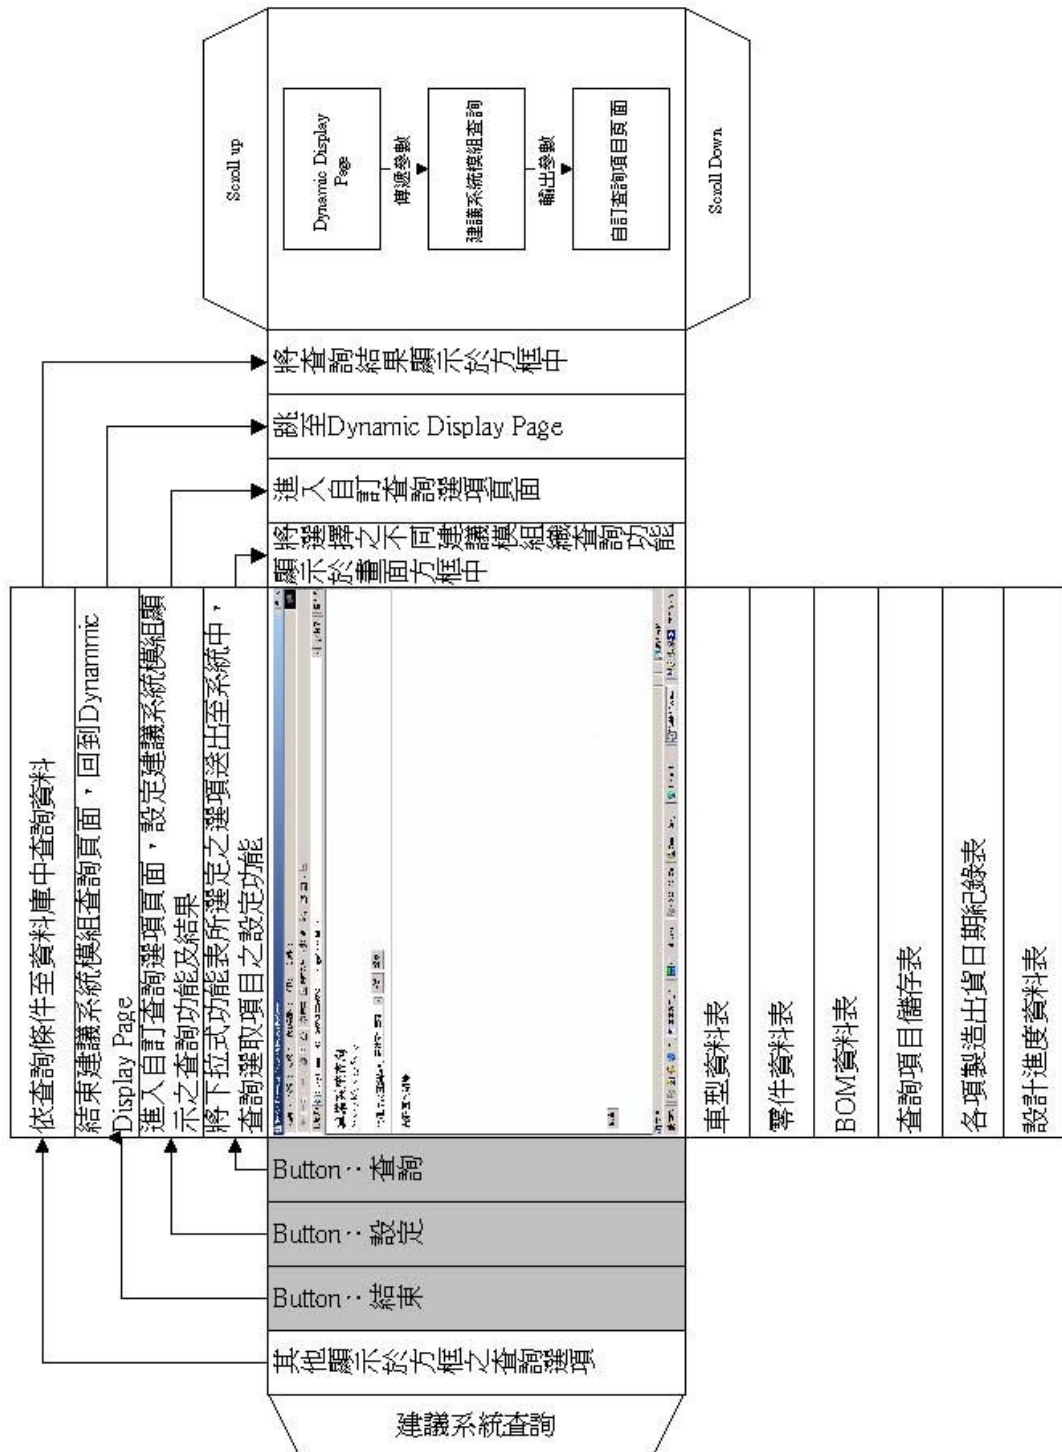 建議系統查詢
其他顯示於方框之查詢選項
Button：結束
Button：設定
Button：查詢
依查詢條件至資料庫中查詢資料
結束建議系統模組查詢頁面，回到Dynammic
Display Page
進入自訂查詢選項頁面，設定建議系統模組顯
示之查詢功能及結果
將下拉式功能表所選定之選項送出至系統中，
查詢選取項目之設定功能
車型資料表
零件資料表
BOM資料表
查詢項目儲存表
各項製造出貨日期紀錄表
設計進度資料表
將選擇之不同建議模組織查詢功能
顯示於畫面方框中
進入自訂查詢選項頁面
跳至Dynamic Display Page
將查詢結果顯示於方框中
Scroll up
Dynamic Display
Page
傳遞參數
建議系統模組查詢
輸出參數
自訂查詢項目頁面
Scroll Down